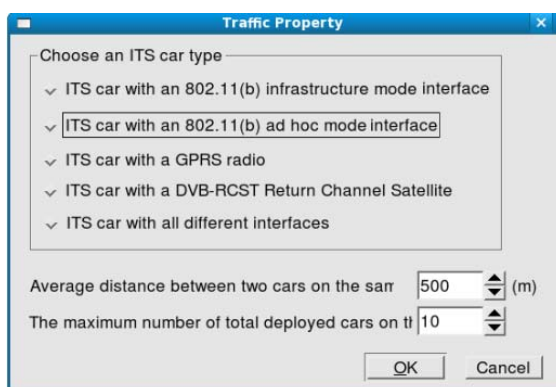 Traffic Property
Choose an ITS car type
ITS car with an 802.11(b) infrastructure mode interface
ITS car with an 802.11(b) ad hoc mode interface
ITS car with a GPRS radio
ITS car with a DVB-RCST Return Channel Satellite
ITS car with all different interfaces
Average distance between two cars on the 500 (m)
The maximum number of total deployed cars on 10
OK Cancel